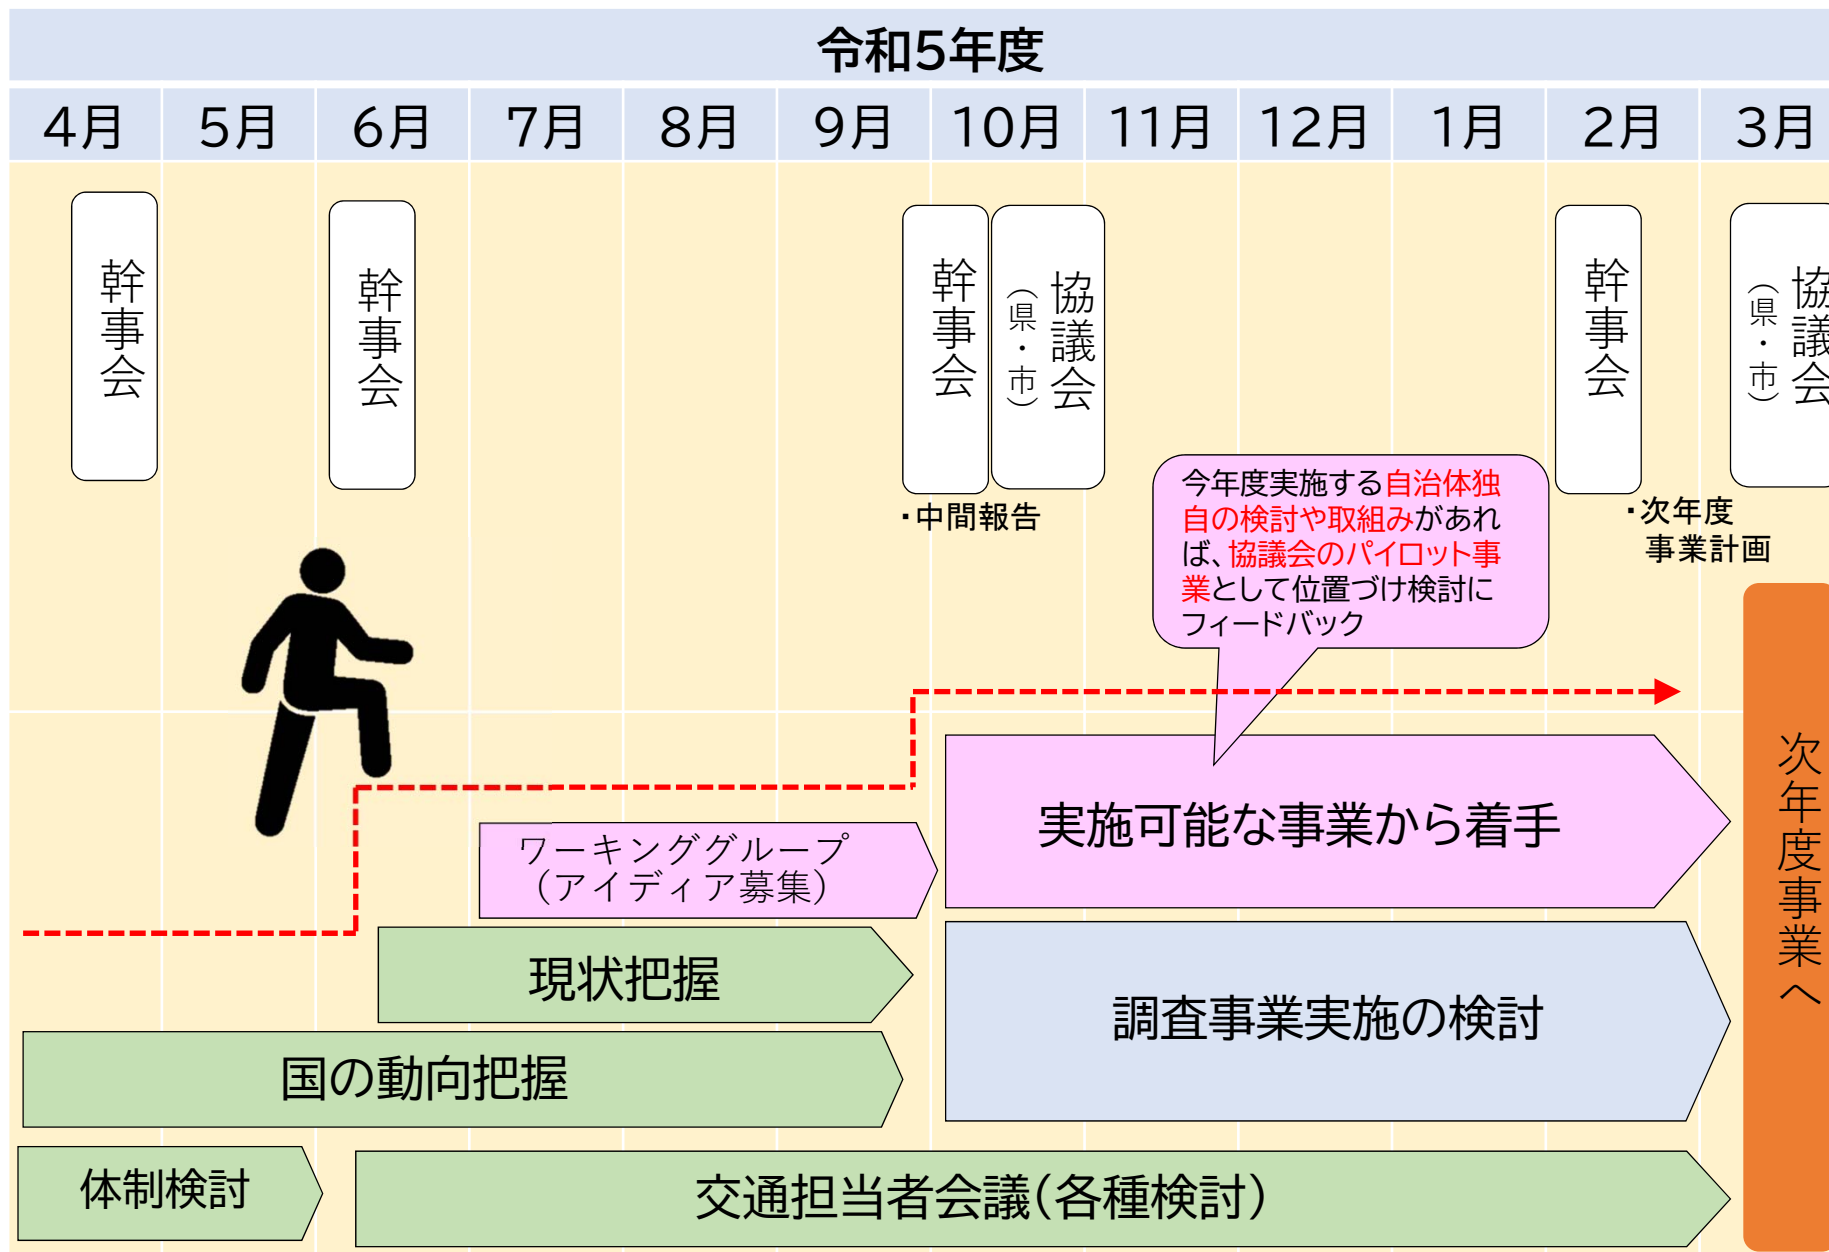 令和5年度
4月 5月 6月 7月 8月 9月 10月 11月 12月 1月 2月 3月
幹事会
幹事会
幹事会
協議会
（県・市）
幹事会
協議会
（県・市）
・中間報告
・次年度
事業計画
今年度実施する自治体独
自の検討や取組みがあれ
ば、協議会のパイロット事
業として位置づけ検討に
フィードバック
実施可能な事業から着手
ワーキンググループ
（アイディア募集）
現状把握
調査事業実施の検討
国の動向把握
体制検討
交通担当者会議（各種検討）
次年度事業へ